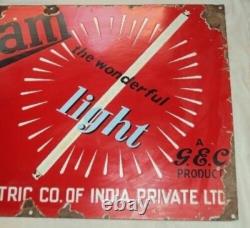 am
the wonderful
light
A
G.E.C
PRODUCT
TRIC CO. OF INDIA PRIVATE LTD